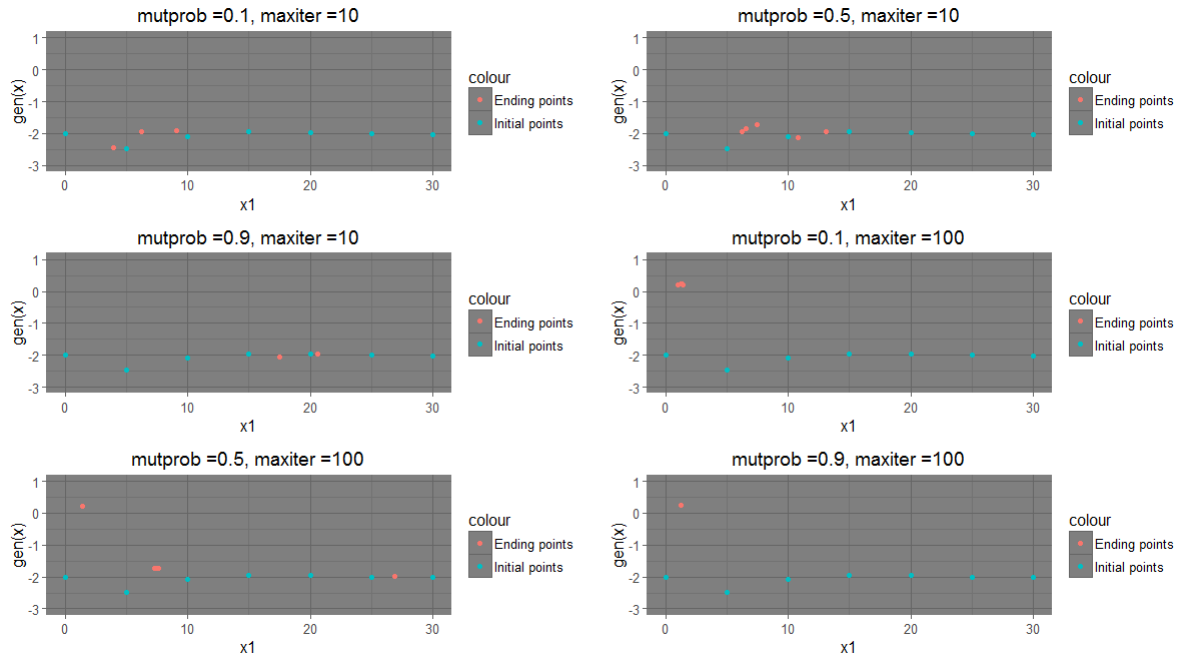 mutprob =0.1, maxiter =10
1
0
-1
-2
-3
gen(x)
0 10 20 30
x1
colour
Ending points
Initial points
mutprob =0.5, maxiter =10
1
0
-1
-2
-3
gen(x)
0 10 20 30
x1
colour
Ending points
Initial points
mutprob =0.9, maxiter =10
1
0
-1
-2
-3
gen(x)
0 10 20 30
x1
colour
Ending points
Initial points
mutprob =0.1, maxiter =100
1
0
-1
-2
-3
gen(x)
0 10 20 30
x1
colour
Ending points
Initial points
mutprob =0.5, maxiter =100
1
0
-1
-2
-3
gen(x)
0 10 20 30
x1
colour
Ending points
Initial points
mutprob =0.9, maxiter =100
1
0
-1
-2
-3
gen(x)
0 10 20 30
x1
colour
Ending points
Initial points